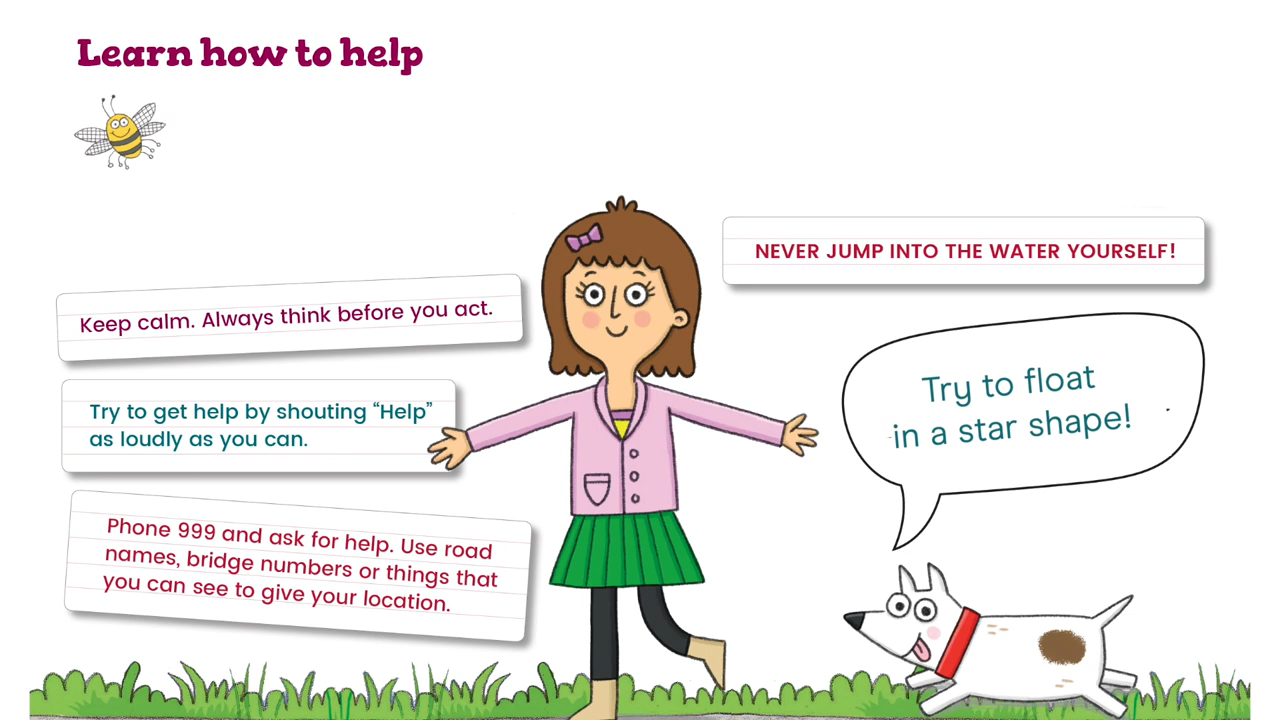 Learn how to help
Keep calm. Always think before you act.
Try to get help by shouting “Help”
as loudly as you can.
Phone 999 and ask for help. Use road
names, bridge numbers or things that
you can see to give your location.
NEVER JUMP INTO THE WATER YOURSELF!
Try to float
in a star shape!